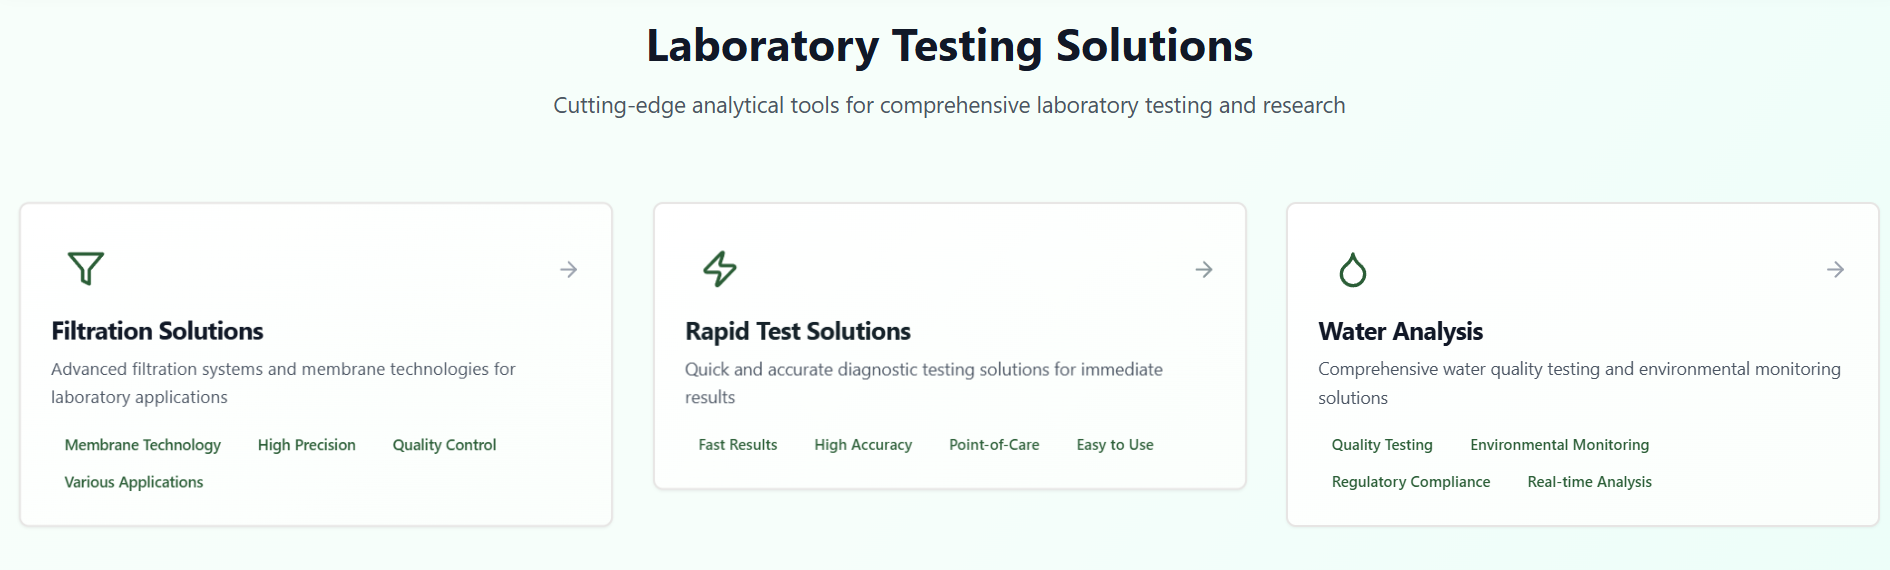 Laboratory Testing Solutions
Cutting-edge analytical tools for comprehensive laboratory testing and research
Filtration Solutions
Advanced filtration systems and membrane technologies for
laboratory applications
Membrane Technology High Precision Quality Control
Various Applications
Rapid Test Solutions
Quick and accurate diagnostic testing solutions for immediate
results
Fast Results High Accuracy Point-of-Care Easy to Use
Water Analysis
Comprehensive water quality testing and environmental monitoring
solutions
Quality Testing Environmental Monitoring
Regulatory Compliance Real-time Analysis